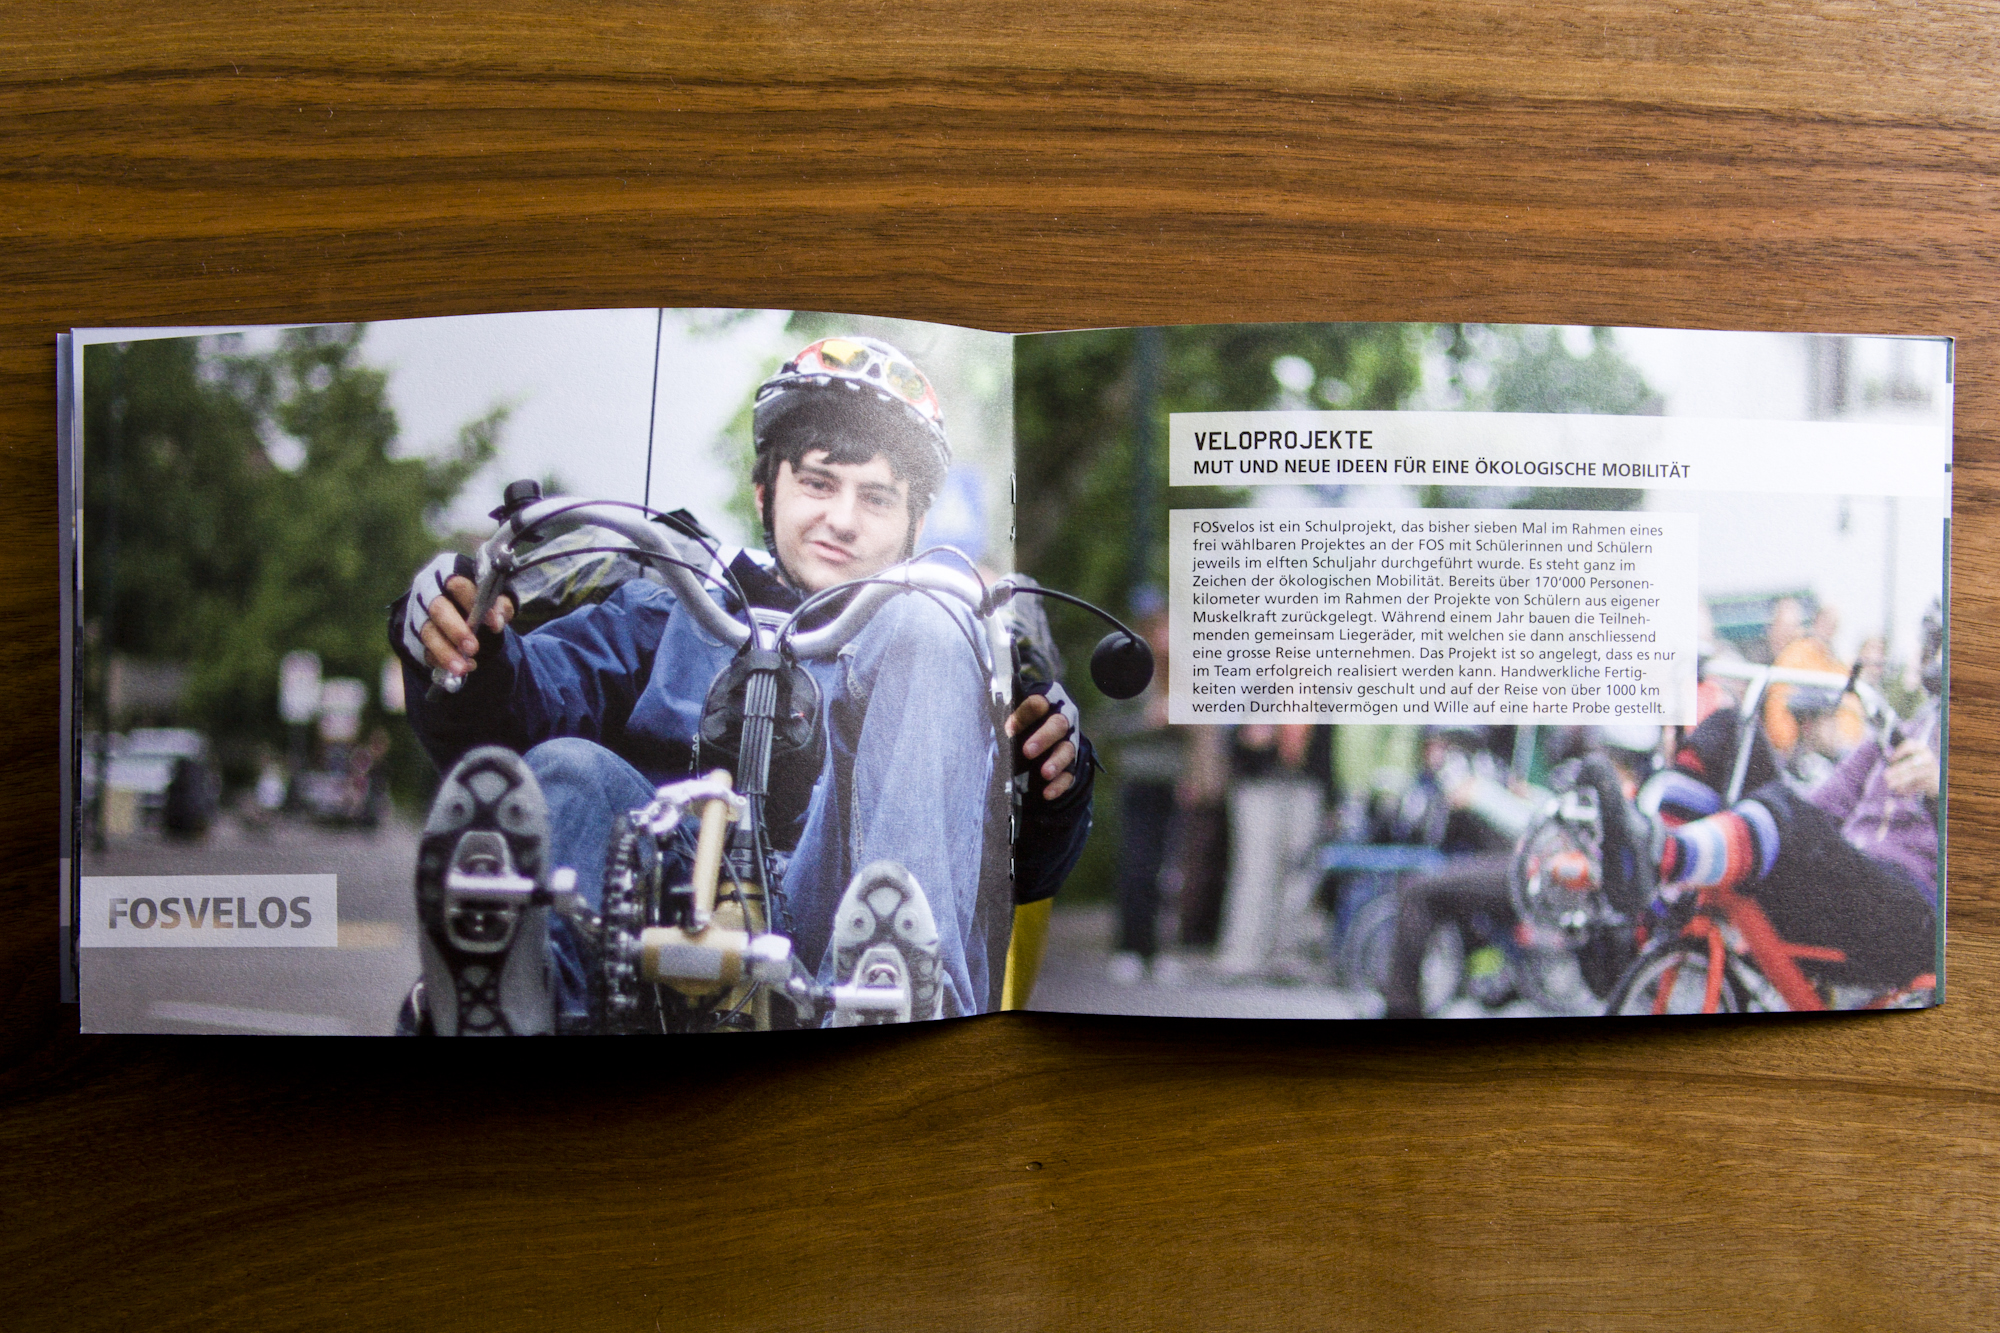 FOSVELOS
VELOPROJEKTE
MUT UND NEUE IDEEN FÜR EINE ÖKOLOGISCHE MOBILITÄT
FOSvelos ist ein Schulprojekt, das bisher sieben Mal im Rahmen eines
frei wählbaren Projektes an der FOS mit Schülerinnen und Schülern
jeweils im elften Schuljahr durchgeführt wurde. Es steht ganz im
Zeichen der ökologischen Mobilität. Bereits über 170'000 Personen-
kilometer wurden im Rahmen der Projekte von Schülern aus eigener
Muskelkraft zurückgelegt. Während einem Jahr bauen die Teilneh-
menden gemeinsam Liegeräder, mit welchen sie dann anschliessend
eine grosse Reise unternehmen. Das Projekt ist so angelegt, dass es nur
im Team erfolgreich realisiert werden kann. Handwerkliche Fertig-
keiten werden intensiv geschult und auf der Reise von über 1000 km
werden Durchhaltevermögen und Wille auf eine harte Probe gestellt.